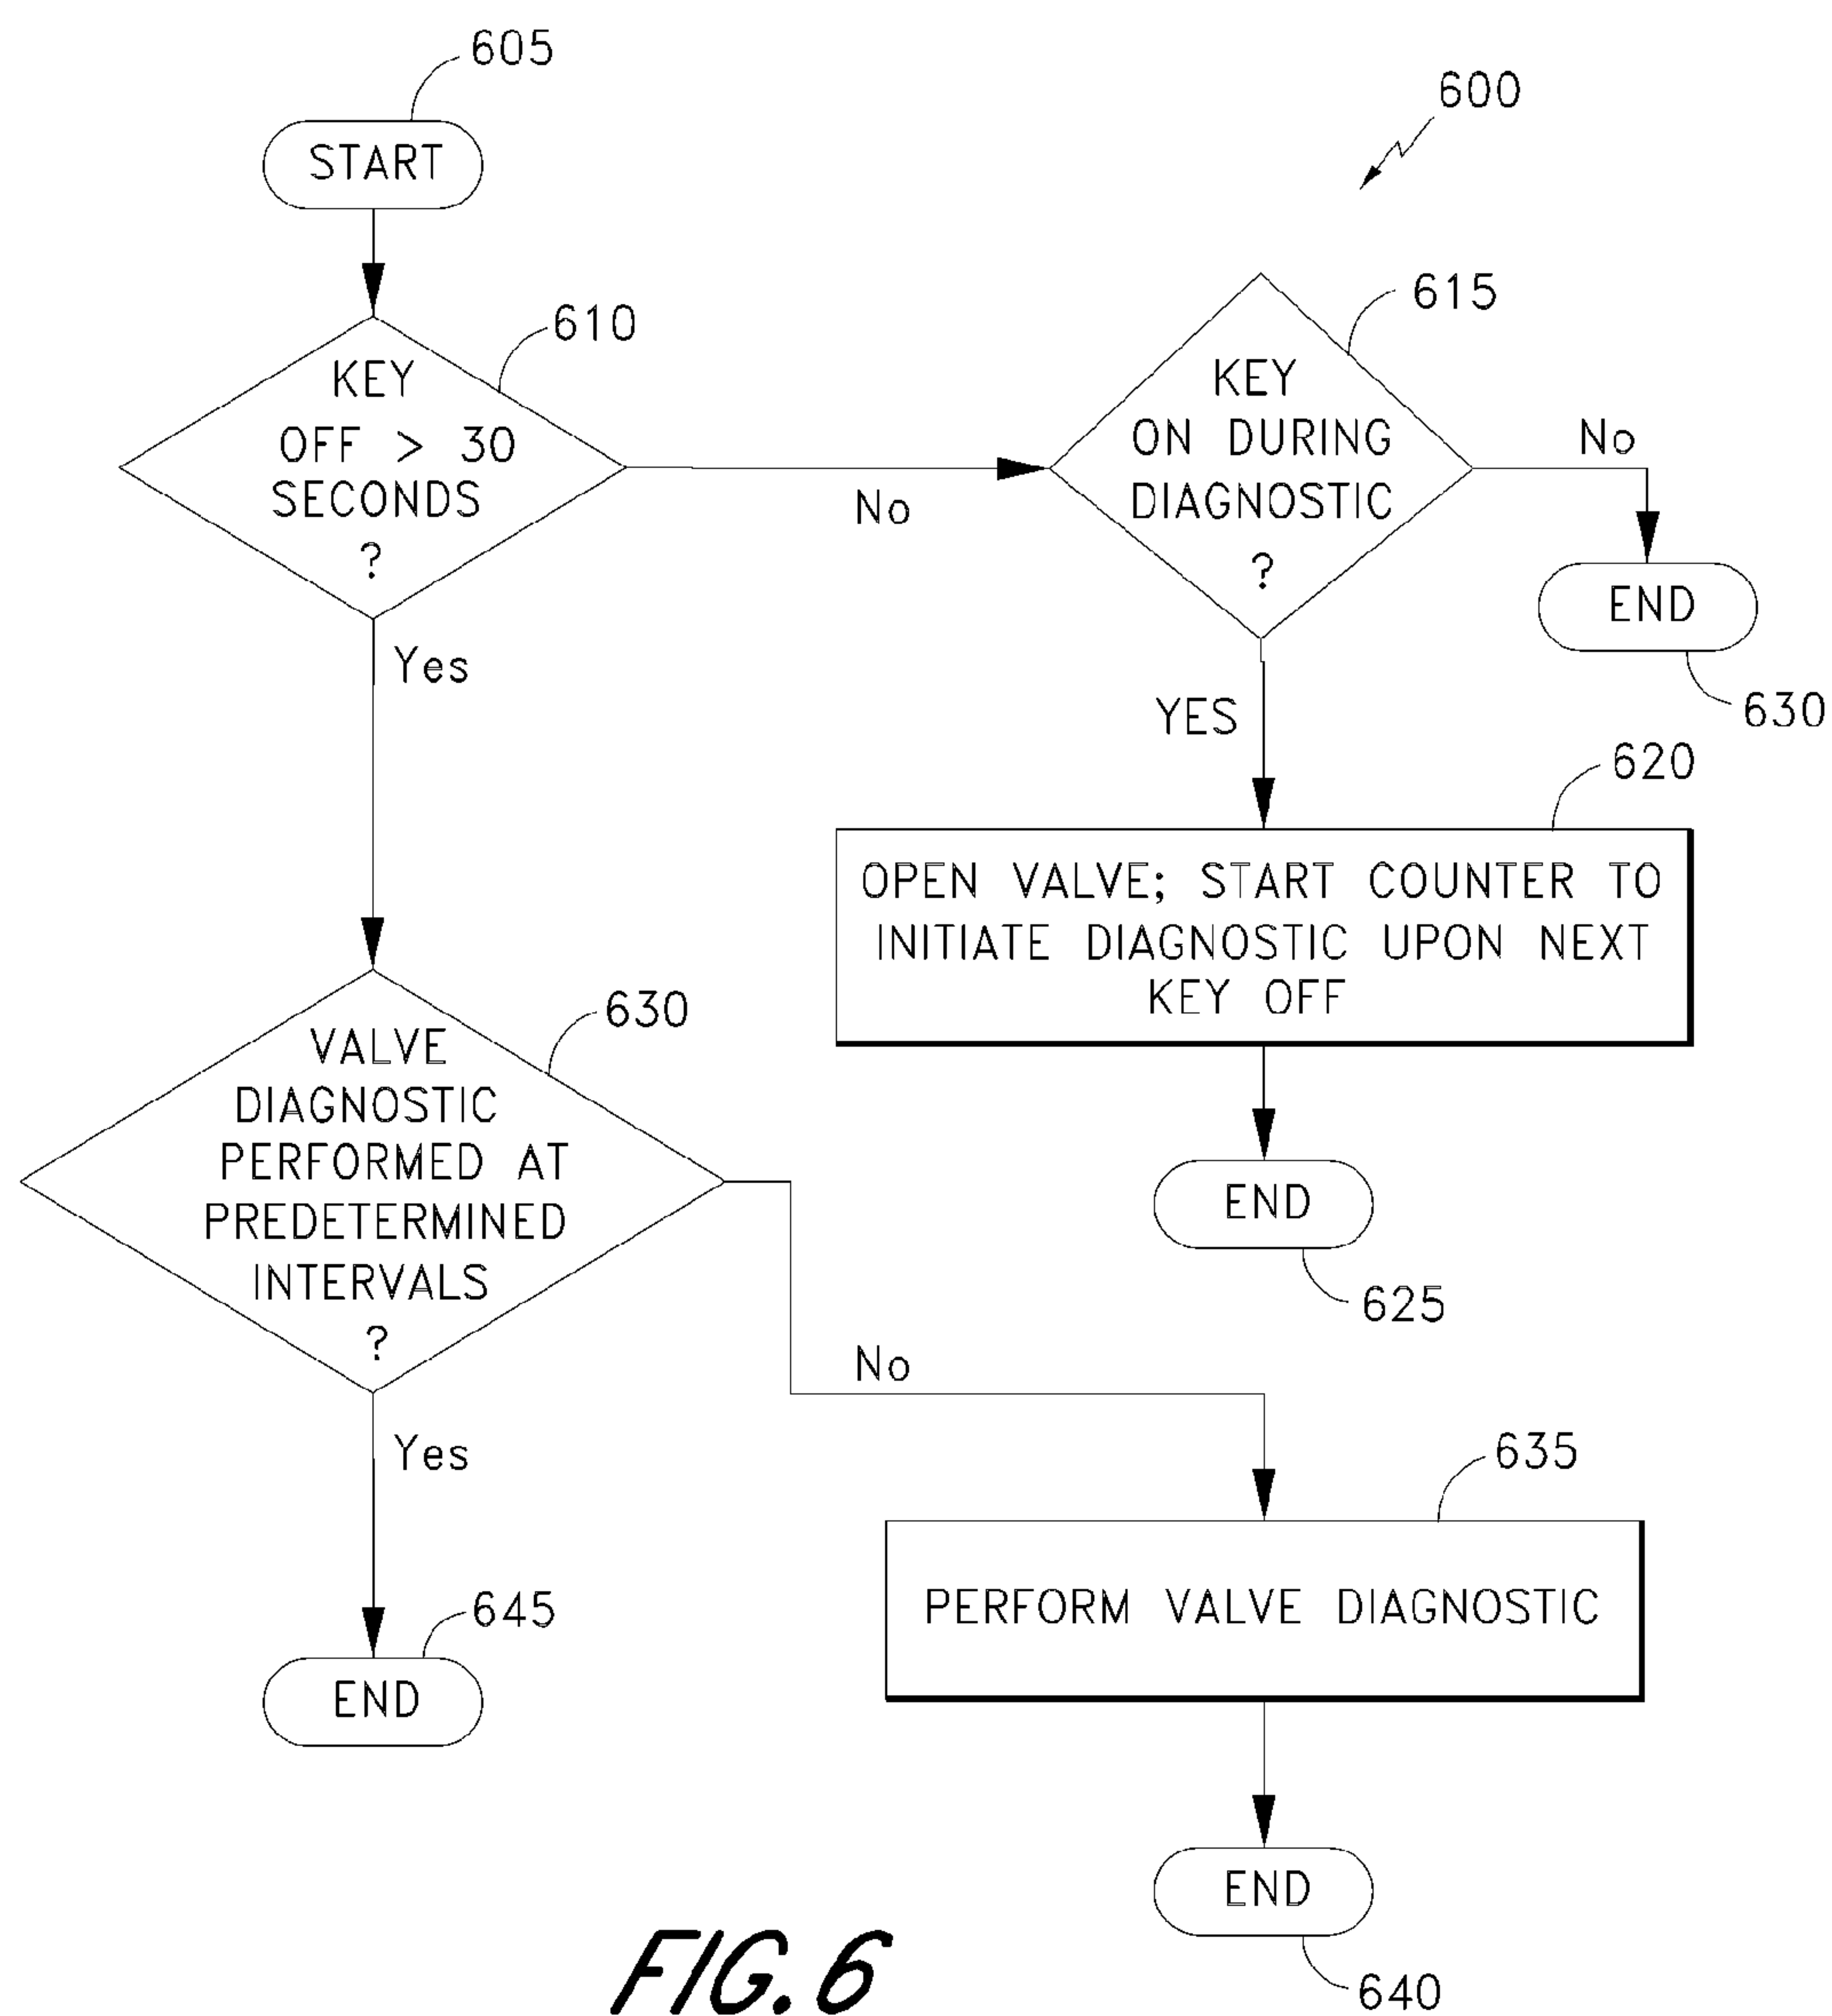 605
START
600
610
KEY
OFF > 30
SECONDS
?
No
615
KEY
ON DURING
DIAGNOSTIC
?
No
END
630
Yes
YES
620
OPEN VALVE; START COUNTER TO
INITIATE DIAGNOSTIC UPON NEXT
KEY OFF
END
625
630
VALVE
DIAGNOSTIC
PERFORMED AT
PREDETERMINED
INTERVALS
?
No
Yes
635
PERFORM VALVE DIAGNOSTIC
645
END
END
640
FIG.6